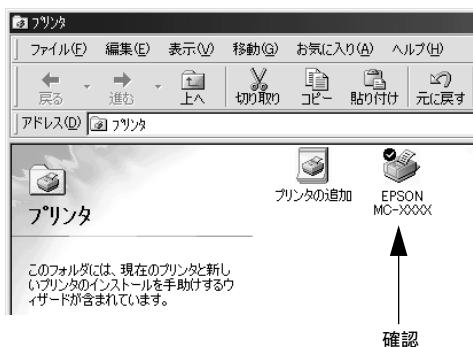 プリンタ
ファイル(F) 編集(E) 表示(V) 移動(G) お気に入り(A) ヘルプ(H)
戻る 進む 上へ 切り取り コピー 貼り付け 元に戻す
アドレス(D) プリンタ
プリンタの追加 EPSON MC-XXXX
プリンタ
このフォルダには、現在のプリンタと新し
いプリンタのインストールを手助けするウ
ィザードが含まれています。
確認